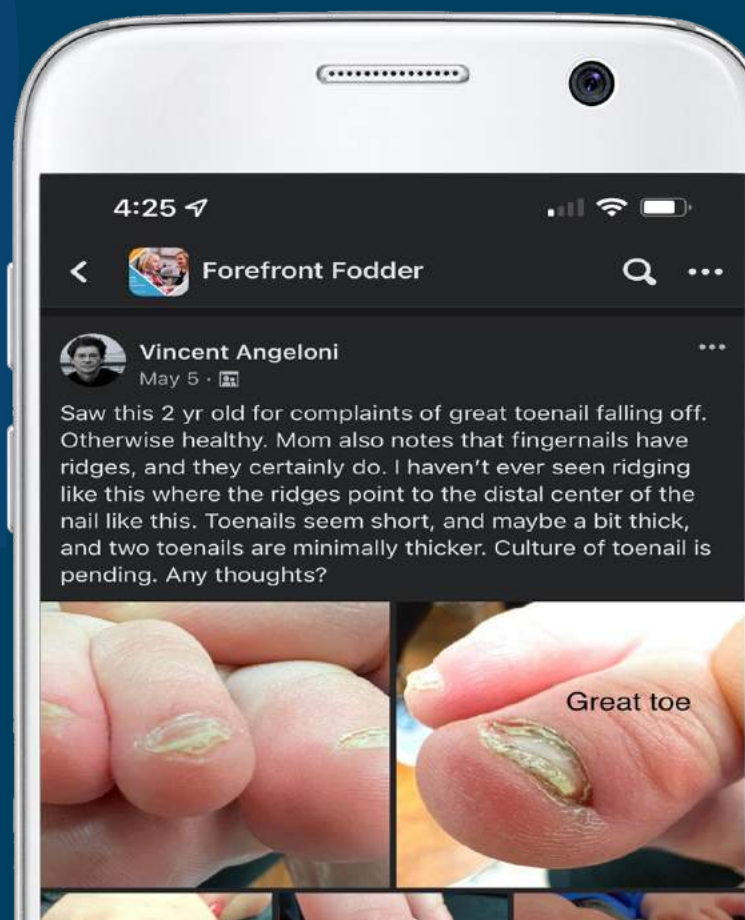 4:25
Forefront Fodder
Vincent Angeloni
May 5 ·
Saw this 2 yr old for complaints of great toenail falling off.
Otherwise healthy. Mom also notes that fingernails have
ridges, and they certainly do. I haven't ever seen ridging
like this where the ridges point to the distal center of the
nail like this. Toenails seem short, and maybe a bit thick,
and two toenails are minimally thicker. Culture of toenail is
pending. Any thoughts?
Great toe